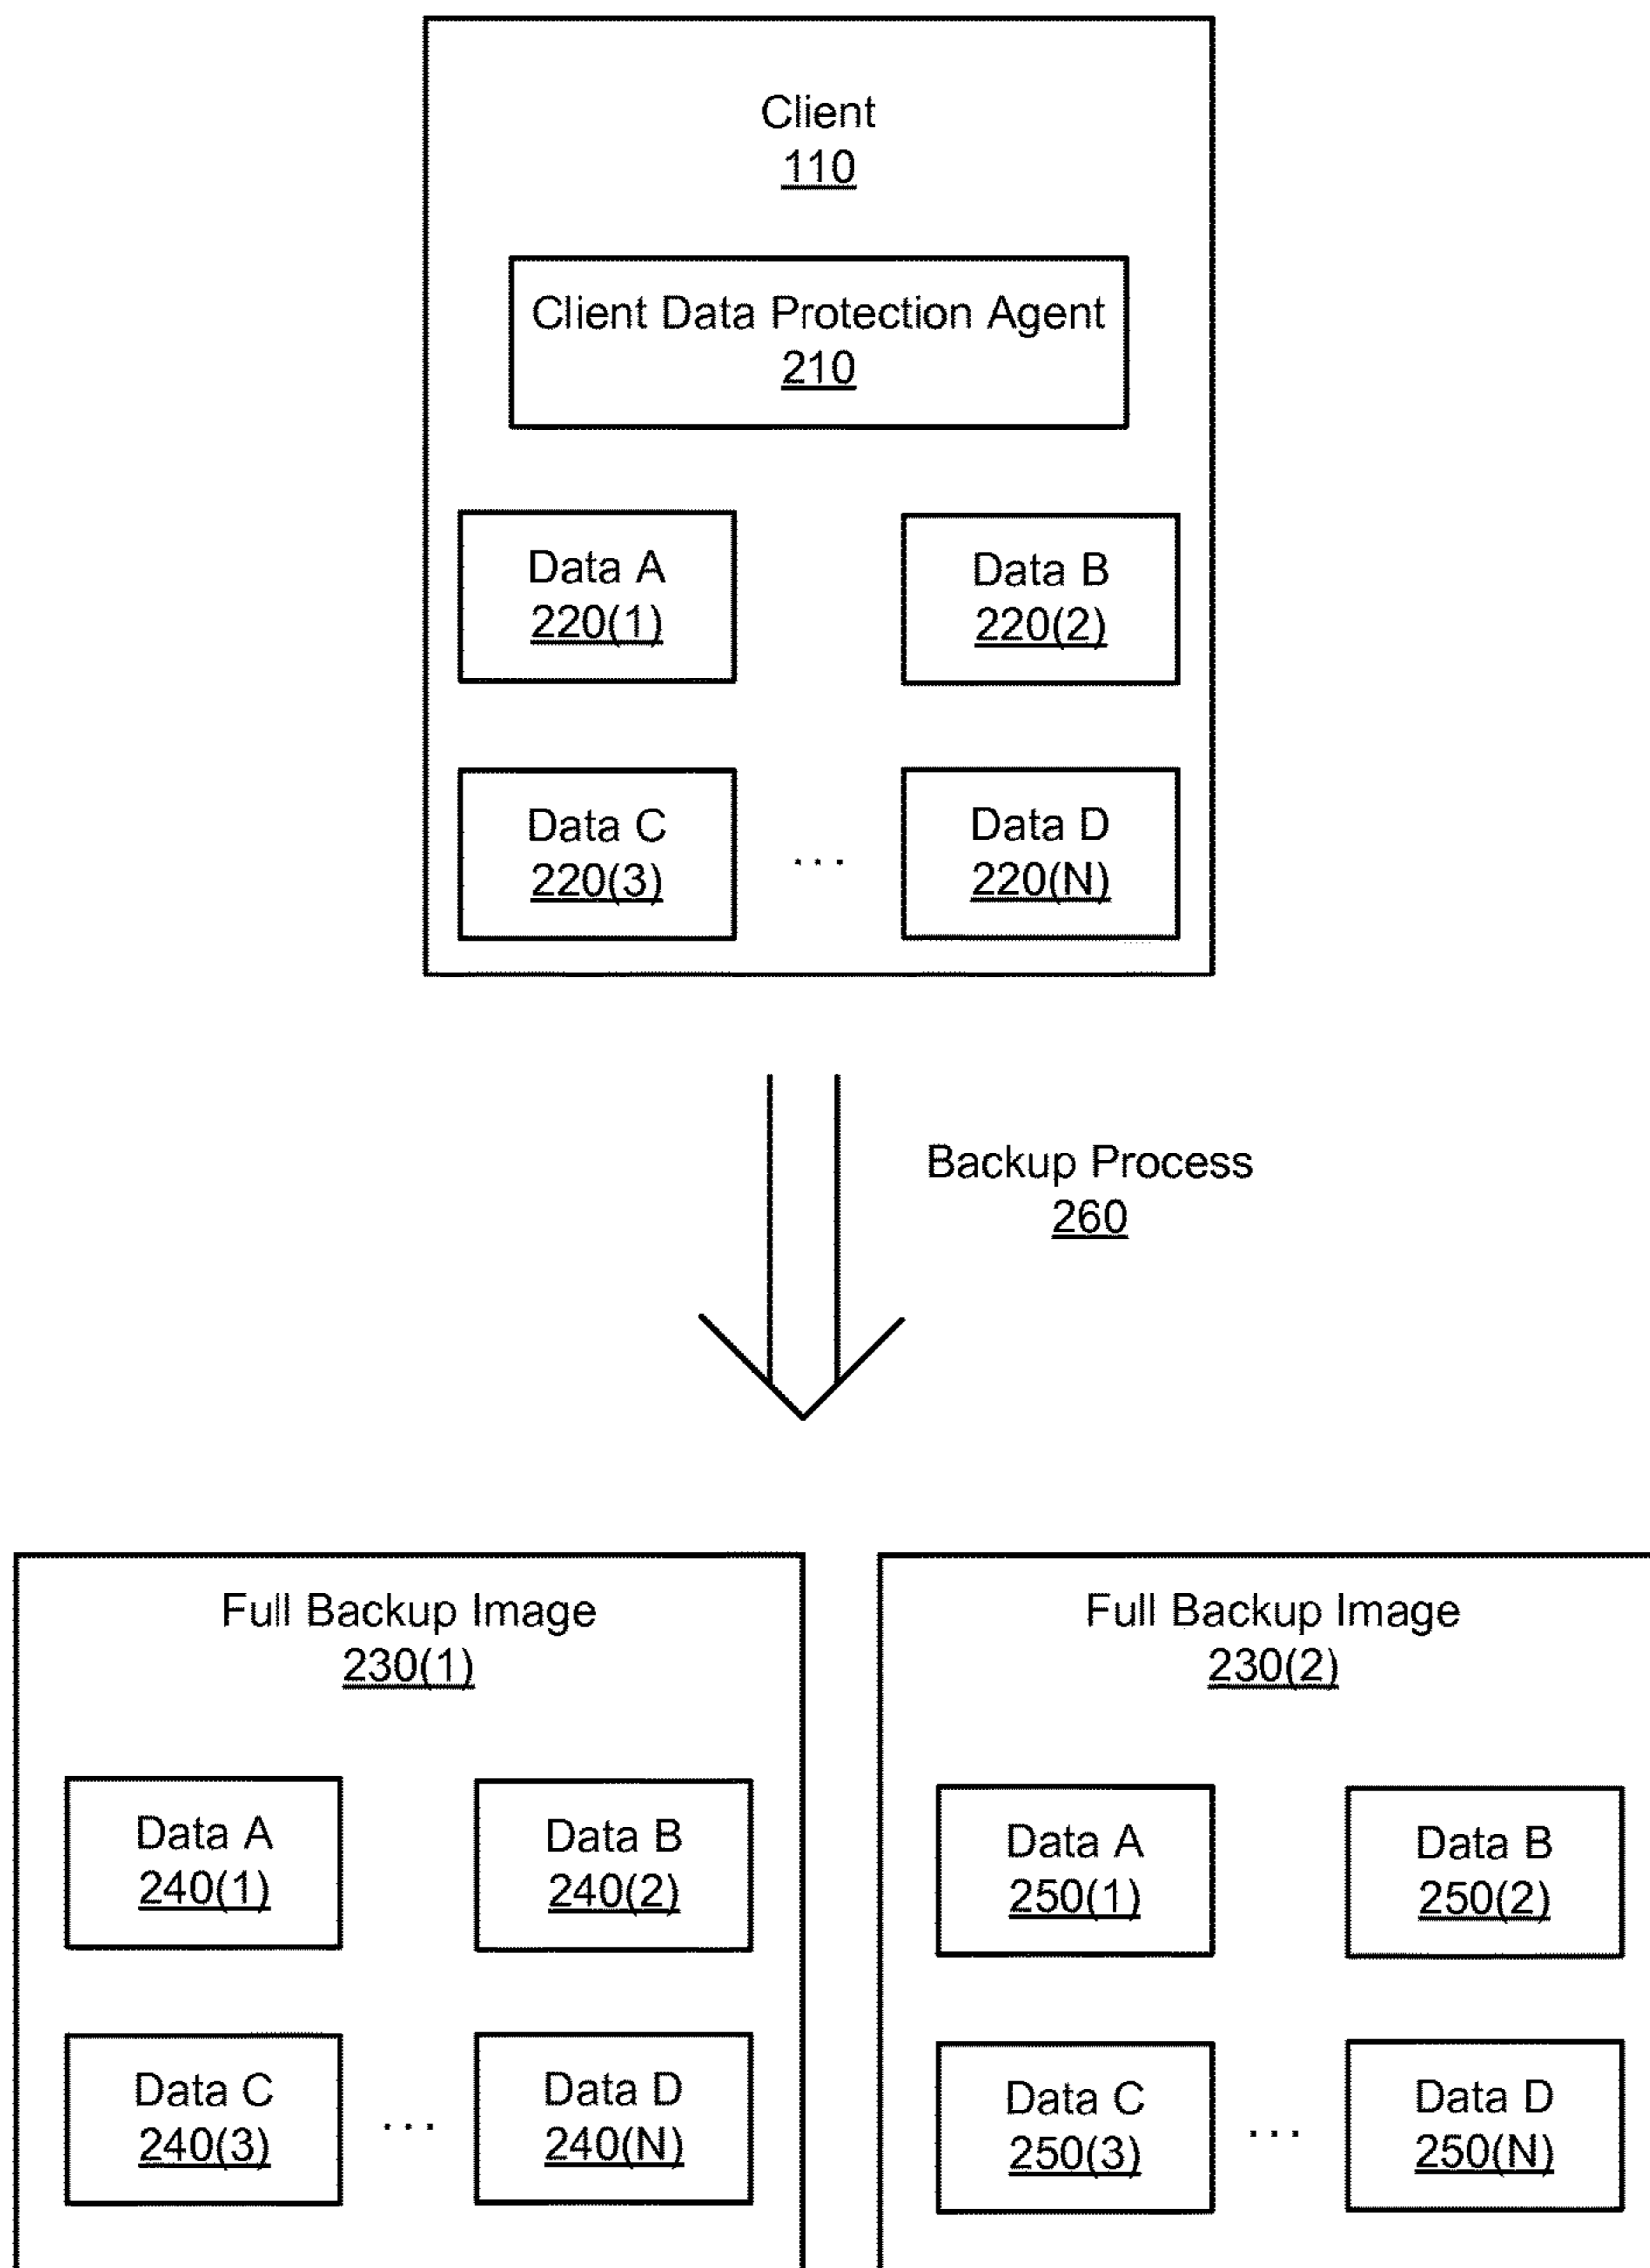 Client
110
Client Data Protection Agent
210
Data A
220(1)
Data B
220(2)
Data C
220(3)
...
Data D
220(N)
Backup Process
260
Full Backup Image
230(1)
Data A
240(1)
Data B
240(2)
Data C
240(3)
...
Data D
240(N)
Full Backup Image
230(2)
Data A
250(1)
Data B
250(2)
Data C
250(3)
...
Data D
250(N)